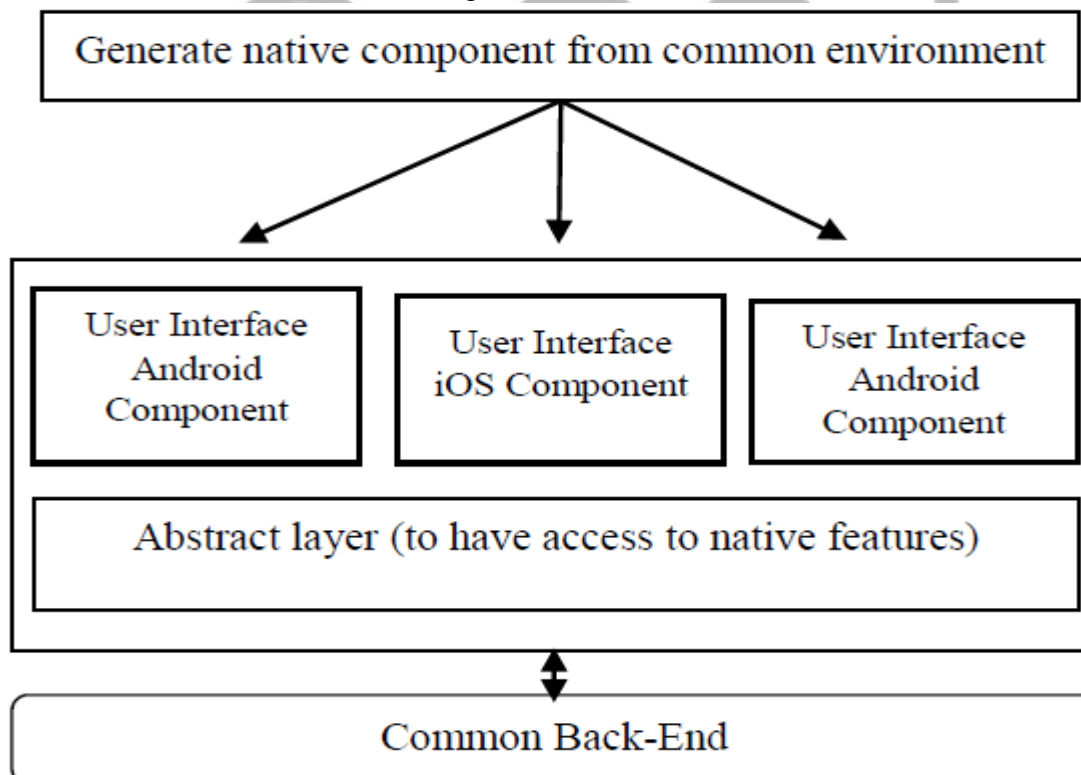 Generate native component from common environment
User Interface
Android
Component
User Interface
iOS Component
User Interface
Android
Component
Abstract layer (to have access to native features)
Common Back-End